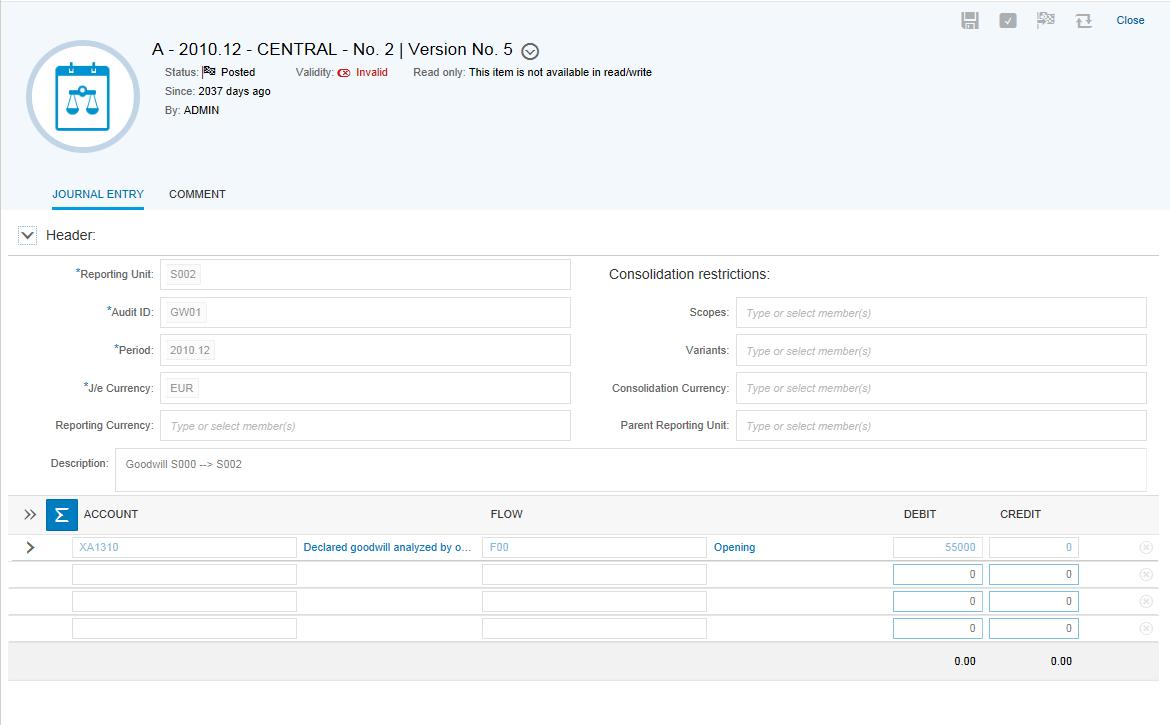 Close
A - 2010.12 - CENTRAL - No. 2 | Version No. 5
Status: Posted Validity: Invalid Read only: This item is not available in read/write
Since: 2037 days ago
By: ADMIN
JOURNAL ENTRY COMMENT
Header:
*Reporting Unit: S002 Consolidation restrictions:
*Audit ID: GW01 Scopes: Type or select member(s)
*Period: 2010.12 Variants: Type or select member(s)
*J/e Currency: EUR Consolidation Currency: Type or select member(s)
Reporting Currency: Type or select member(s) Parent Reporting Unit: Type or select member(s)
Description: Goodwill S000 --> S002
Σ ACCOUNT FLOW DEBIT CREDIT
XA1310 Declared goodwill analyzed by o... F00 Opening 55000 0
0 0
0 0
0 0
0.00 0.00